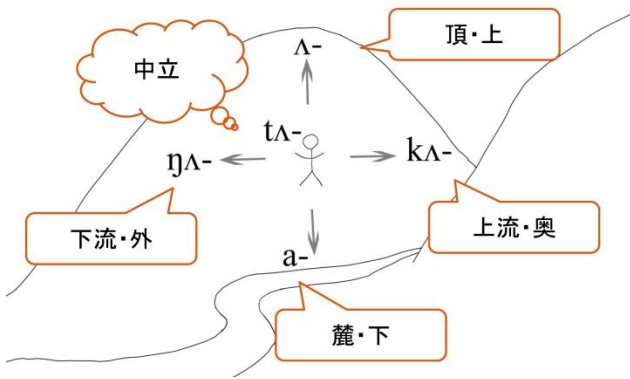 頂・上
ʌ-
中立
tʌ-
ŋʌ-
kʌ-
下流・外
上流・奥
a-
麓・下